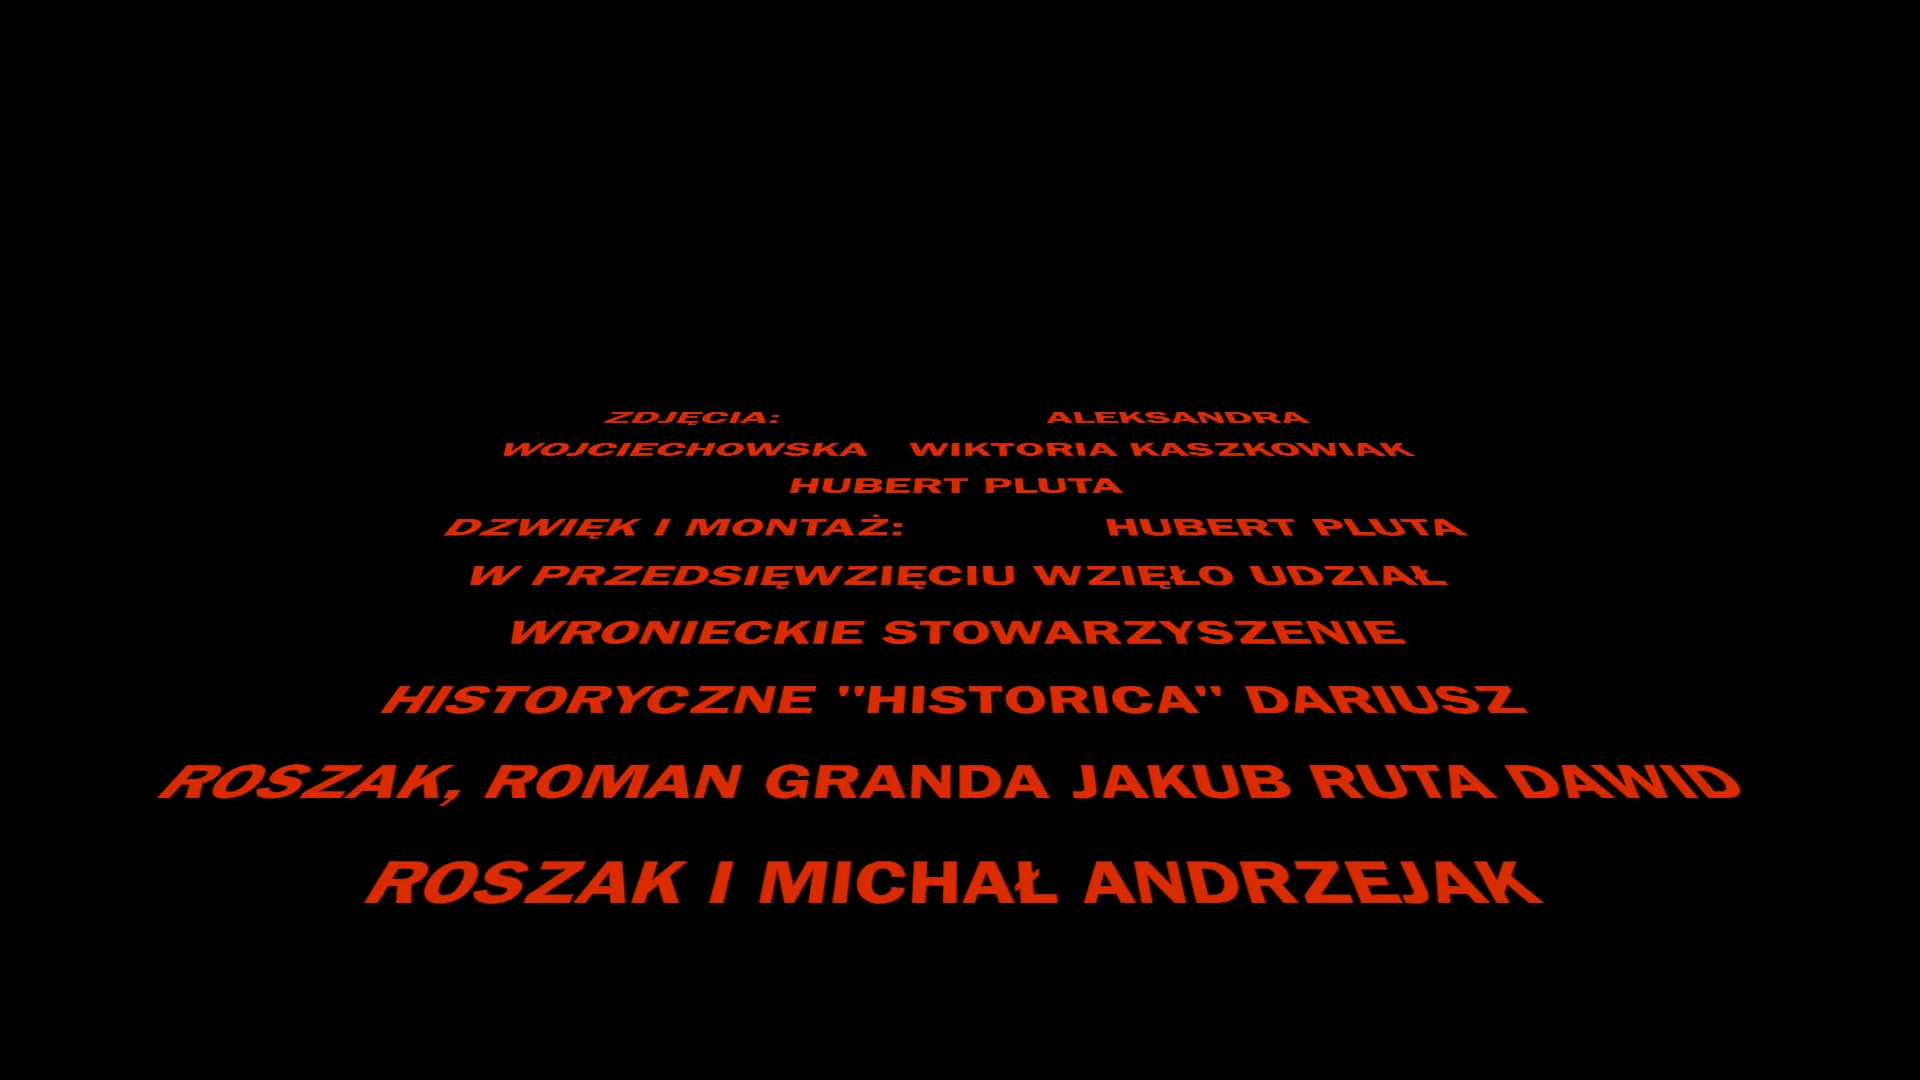 ZDJĘCIA: ALEKSANDRA
WOJCIECHOWSKA WIKTORIA KASZKOWIAK
HUBERT PLUTA
DZWIĘK I MONTAŻ: HUBERT PLUTA
W PRZEDSIĘWZIĘCIU WZIĘŁO UDZIAŁ
WRONIECKIE STOWARZYSZENIE
HISTORYCZNE "HISTORICA" DARIUSZ
ROSZAK, ROMAN GRANDA JAKUB RUTA DAWID
ROSZAK I MICHAŁ ANDRZEJAK